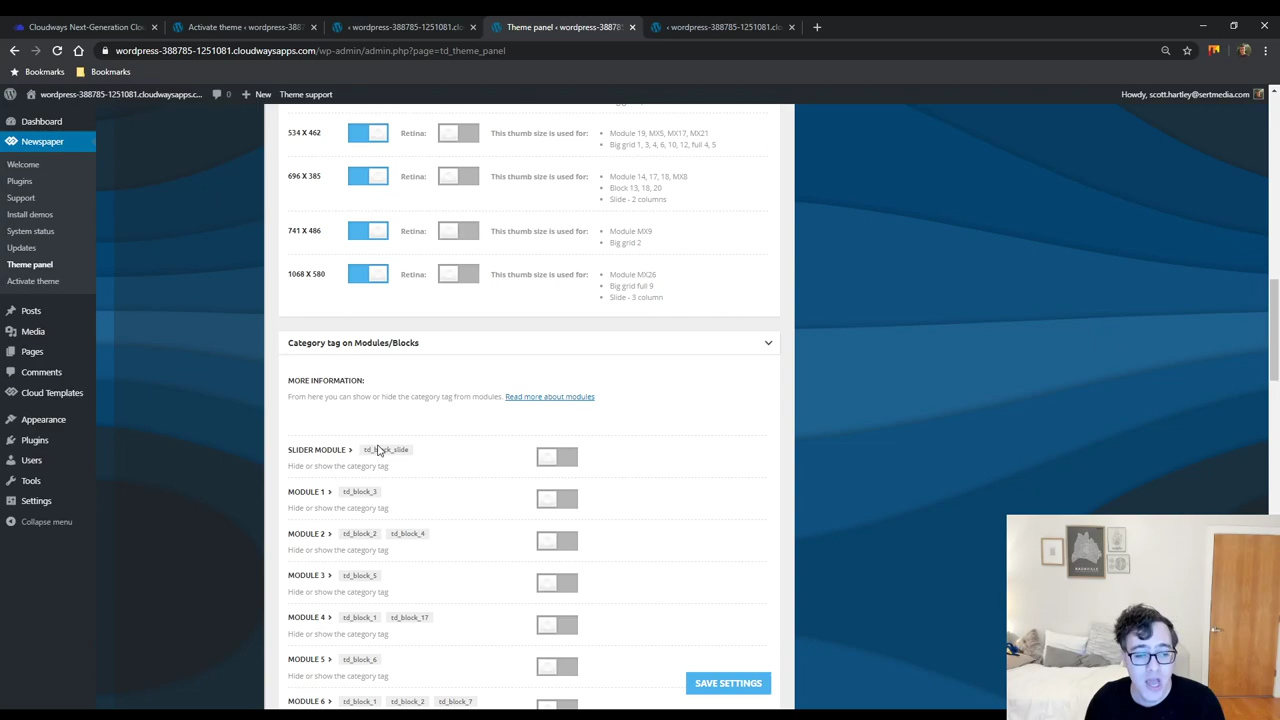 Cloudways Next-Generation Cloud
Activate theme ‹ wordpress-388
‹ wordpress-388785-1251081.clo
Theme panel ‹ wordpress-38878
‹ wordpress-388785-1251081.clo
wordpress-388785-1251081.cloudwaysapps.com/wp-admin/admin.php?page=td_theme_panel
Bookmarks
Bookmarks
wordpress-388785-1251081.cloudwaysapps.c...
0
New
Theme support
Howdy, scott.hartley@sertmedia.com
Dashboard
Newspaper
Welcome
Plugins
Support
Install demos
System status
Updates
Theme panel
Activate theme
Posts
Media
Pages
Comments
Cloud Templates
Appearance
Plugins
Users
Tools
Settings
Collapse menu
534 X 462
Retina:
This thumb size is used for:
Module 19, MX5, MX17, MX21
Big grid 1, 3, 4, 6, 10, 12, full 4, 5
696 X 385
Retina:
This thumb size is used for:
Module 14, 17, 18, MX8
Block 13, 18, 20
Slide - 2 columns
741 X 486
Retina:
This thumb size is used for:
Module MX9
Big grid 2
1068 X 580
Retina:
This thumb size is used for:
Module MX26
Big grid full 9
Slide - 3 column
Category tag on Modules/Blocks
MORE INFORMATION:
From here you can show or hide the category tag from modules. Read more about modules
SLIDER MODULE › td_block_slide
Hide or show the category tag
MODULE 1 › td_block_3
Hide or show the category tag
MODULE 2 › td_block_2 td_block_4
Hide or show the category tag
MODULE 3 › td_block_5
Hide or show the category tag
MODULE 4 › td_block_1 td_block_17
Hide or show the category tag
MODULE 5 › td_block_6
Hide or show the category tag
MODULE 6 › td_block_1 td_block_2 td_block_7
SAVE SETTINGS